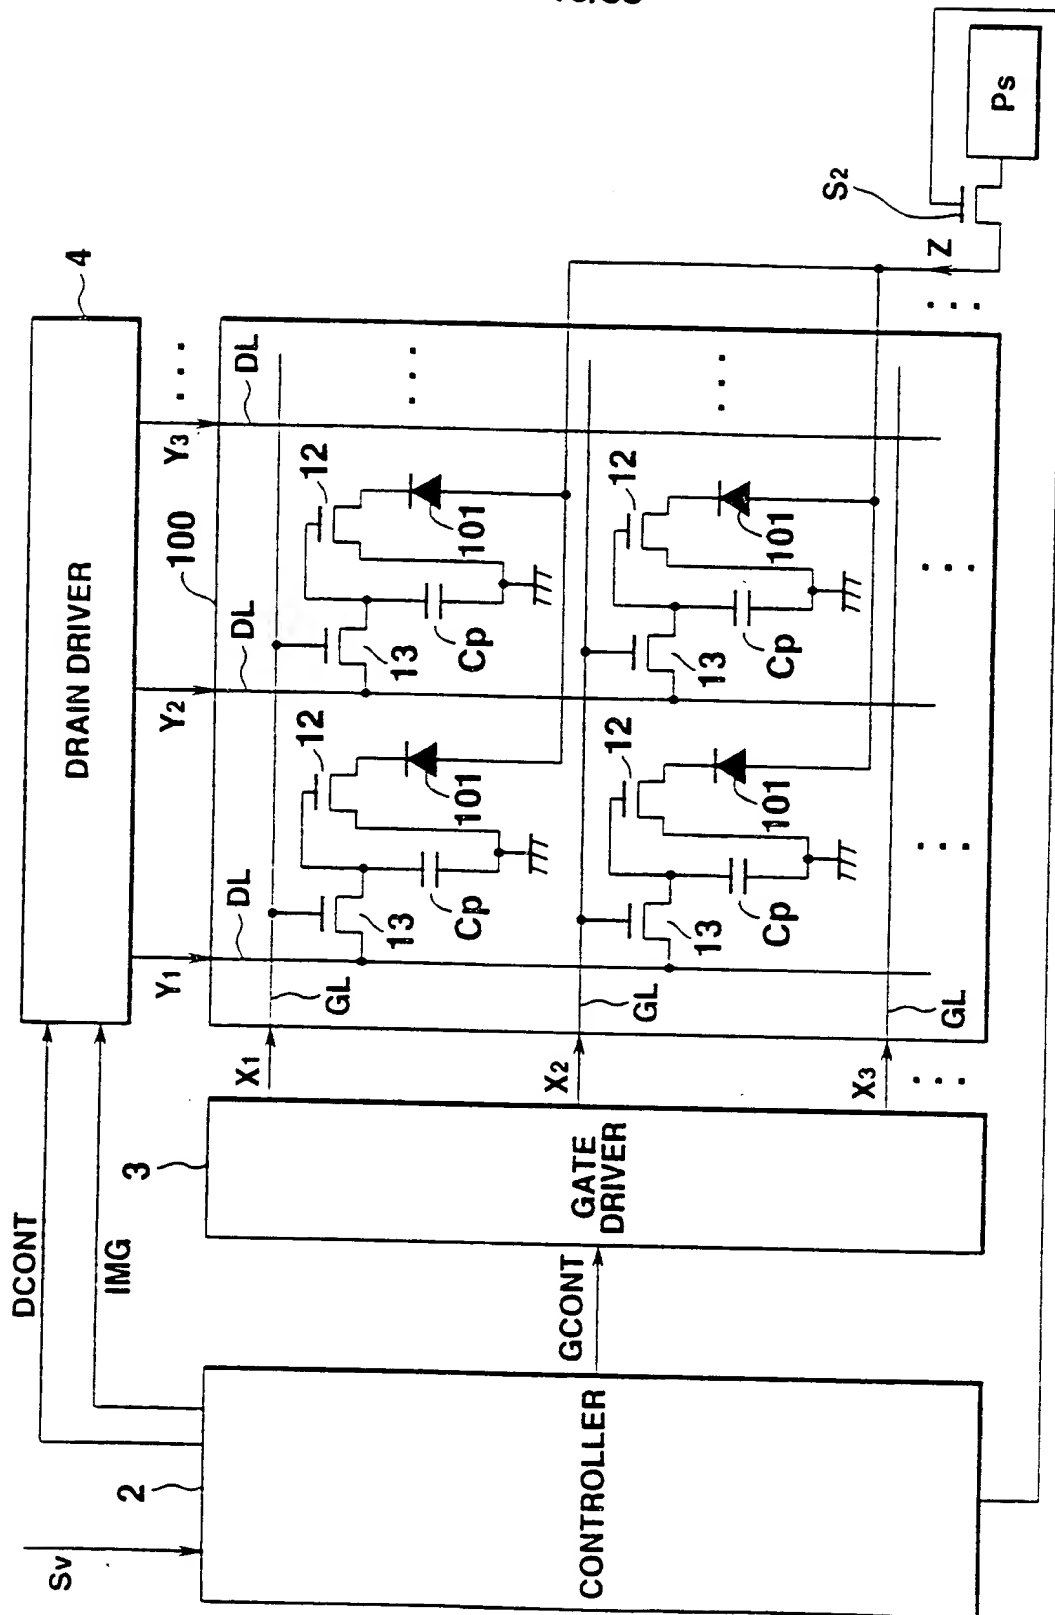 DRAIN DRIVER
4
DCONT
IMG
Y1
Y2
Y3
100
DL
DL
DL
Sv
2
CONTROLLER
GCONT
3
GATE
DRIVER
X1
X2
X3
GL
GL
GL
13
Cp
12
101
13
Cp
12
101
13
Cp
12
101
13
Cp
12
101
Z
S2
Ps